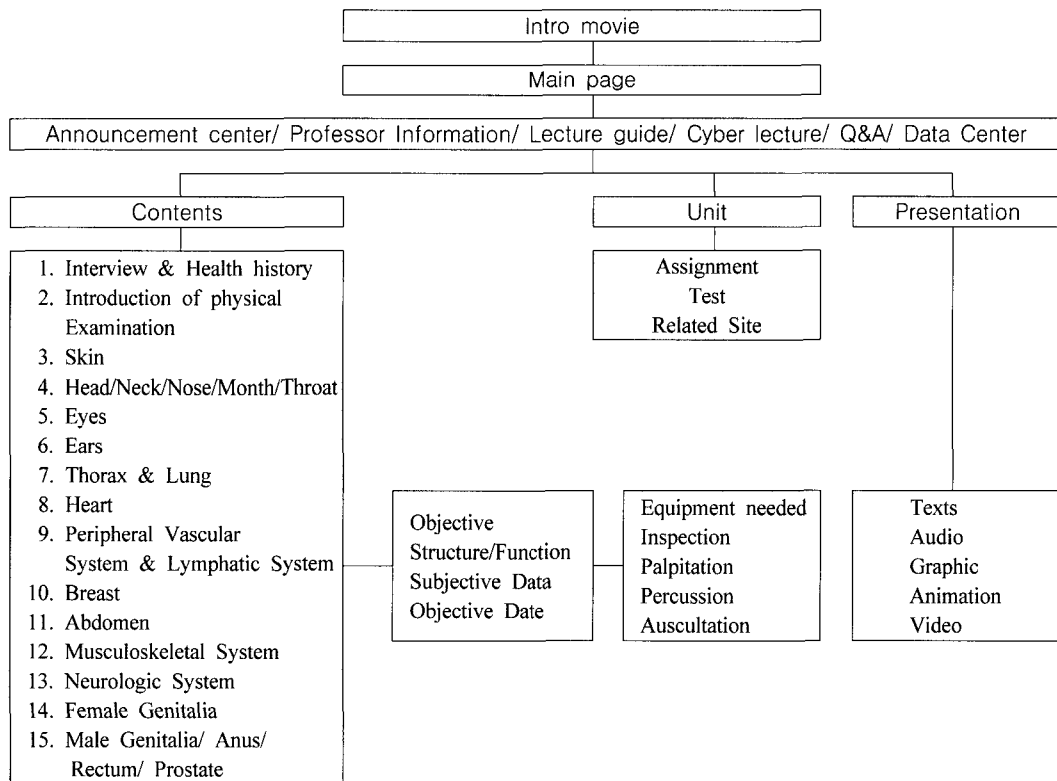 Intro movie
Main page
Announcement center/ Professor Information/ Lecture guide/ Cyber lecture/ Q&A/ Data Center
Contents
Unit
Presentation
1. Interview & Health history
2. Introduction of physical
Examination
3. Skin
4. Head/Neck/Nose/Month/Throat
5. Eyes
6. Ears
7. Thorax & Lung
8. Heart
9. Peripheral Vascular
System & Lymphatic System
10. Breast
11. Abdomen
12. Musculoskeletal System
13. Neurologic System
14. Female Genitalia
15. Male Genitalia/ Anus/
Rectum/ Prostate
Objective
Structure/Function
Subjective Data
Objective Date
Equipment needed
Inspection
Palpitation
Percussion
Auscultation
Assignment
Test
Related Site
Texts
Audio
Graphic
Animation
Video